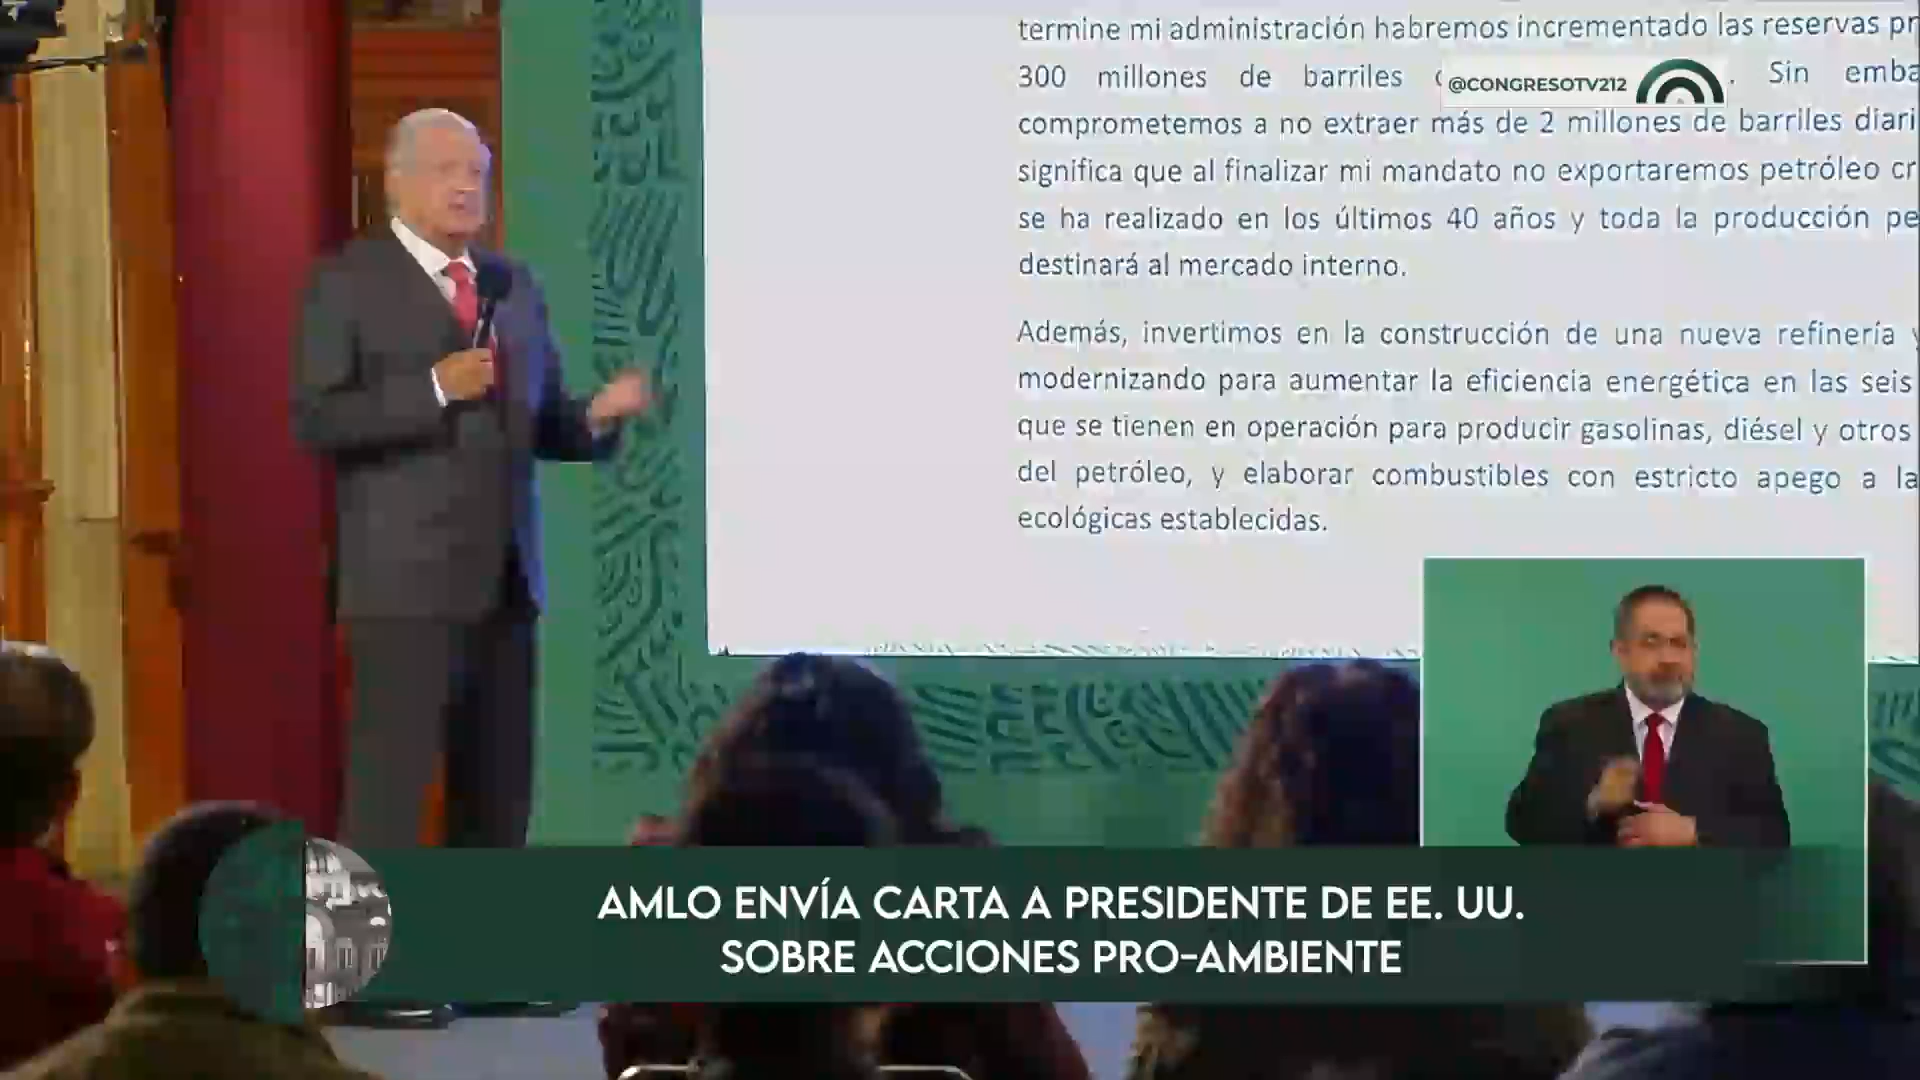 termine mi administración habremos incrementado las reservas
300 millones de barriles
@CONGRESOTV212
. Sin
comprometemos a no extraer más de 2 millones de barriles
significa que al finalizar mi mandato no exportaremos petróleo
se ha realizado en los últimos 40 años y toda la producción
destinará al mercado interno.
Además, invertimos en la construcción de una nueva refinería
modernizando para aumentar la eficiencia energética en las seis
que se tienen en operación para producir gasolinas, diésel y otros
del petróleo, y elaborar combustibles con estricto apego a la
ecológicas establecidas.
AMLO ENVÍA CARTA A PRESIDENTE DE EE. UU.
SOBRE ACCIONES PRO-AMBIENTE